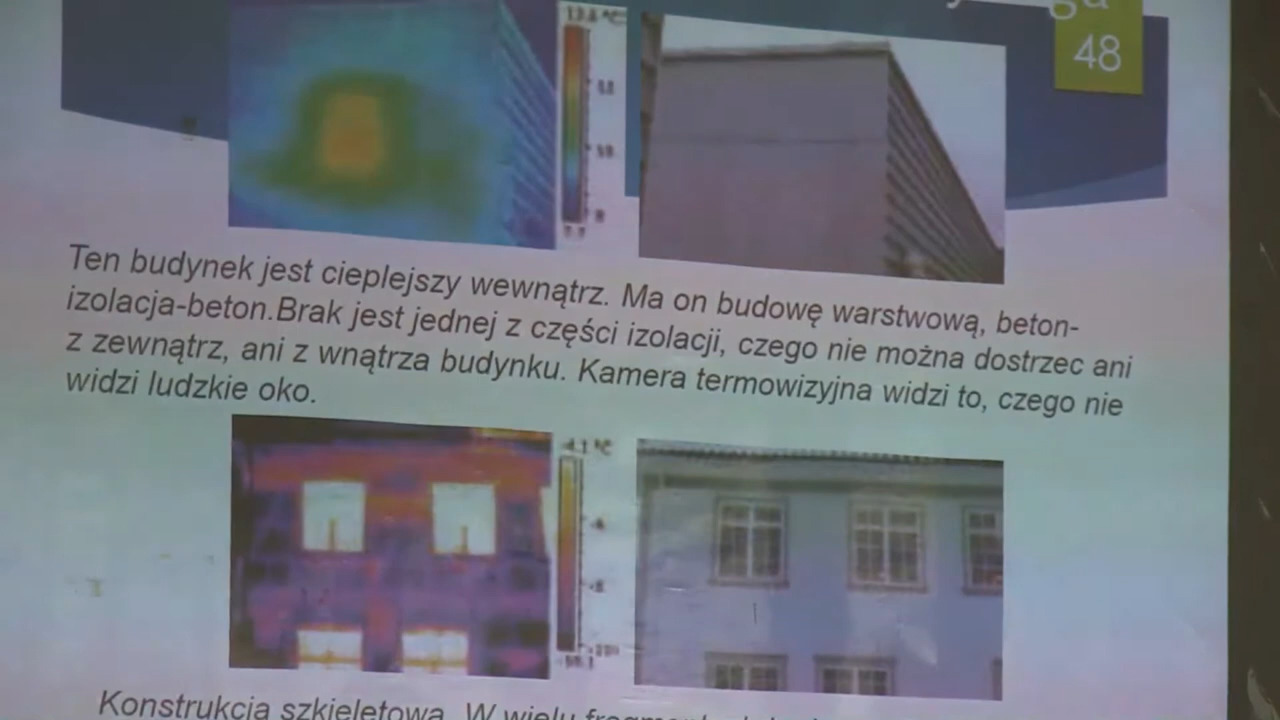 48
Ten budynek jest cieplejszy wewnątrz. Ma on budowę warstwową, beton-
izolacja-beton.Brak jest jednej z części izolacji, czego nie można dostrzec ani
z zewnątrz, ani z wnątrza budynku. Kamera termowizyjna widzi to, czego nie
widzi ludzkie oko.
Konstrukcja szkieletowa. W wielu